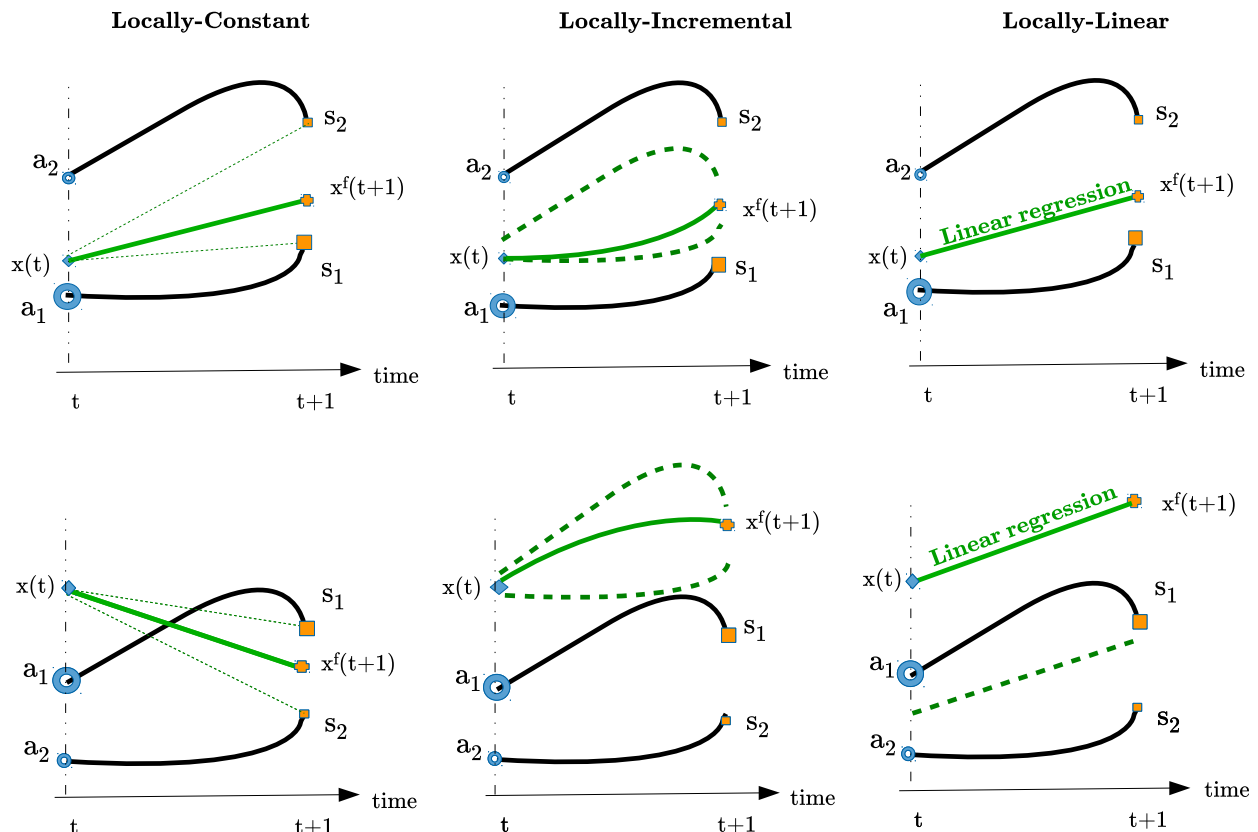 Locally-Constant
Locally-Incremental
Locally-Linear
a2
s2
xf(t+1)
x(t)
s1
a1
time
t
t+1
a2
s2
xf(t+1)
x(t)
s1
a1
time
t
t+1
a2
s2
Linear regression
xf(t+1)
x(t)
s1
a1
time
t
t+1
x(t)
s1
a1
xf(t+1)
a2
s2
time
t
t+1
xf(t+1)
x(t)
s1
a1
a2
s2
time
t
t+1
Linear regression
xf(t+1)
x(t)
s1
a1
a2
s2
time
t
t+1